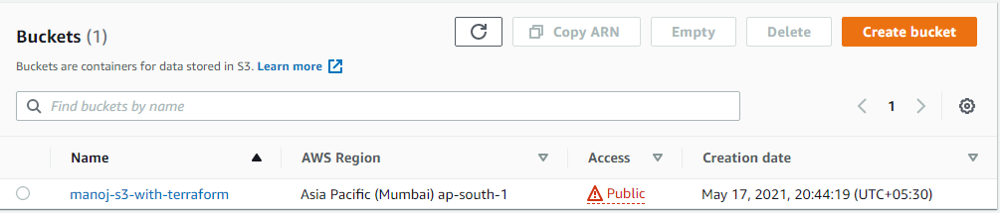 Buckets (1)
Copy ARN
Empty
Delete
Create bucket
Buckets are containers for data stored in S3. Learn more
Find buckets by name
1
Name AWS Region Access Creation date
manoj-s3-with-terraform Asia Pacific (Mumbai) ap-south-1 Public May 17, 2021, 20:44:19 (UTC+05:30)